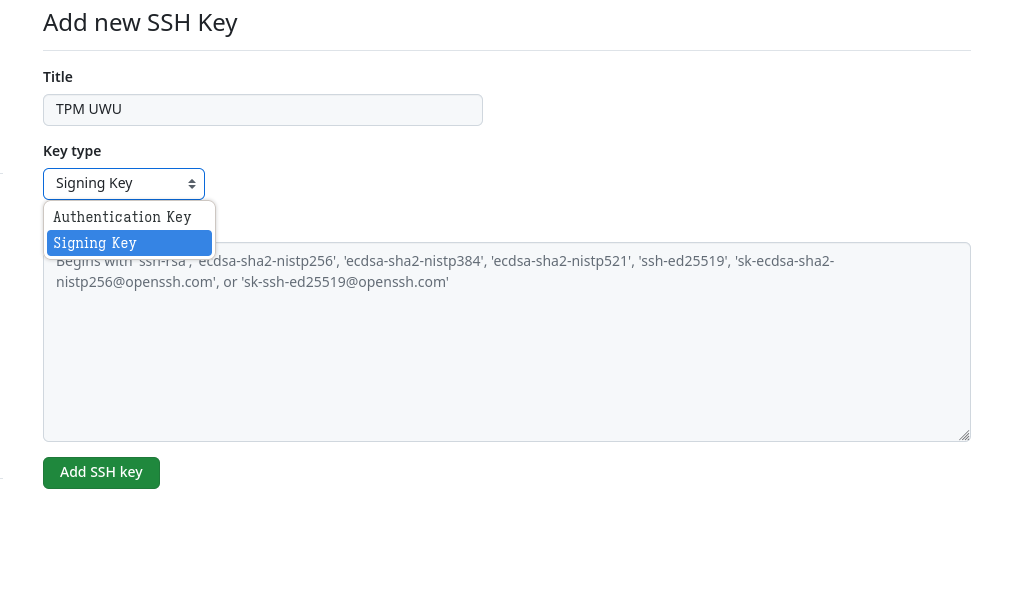 Add new SSH Key
Title
TPM UWU
Key type
Signing Key
Authentication Key
Signing Key
Begins with 'ssh-rsa', 'ecdsa-sha2-nistp256', 'ecdsa-sha2-nistp384', 'ecdsa-sha2-nistp521', 'ssh-ed25519', 'sk-ecdsa-sha2-
nistp256@openssh.com', or 'sk-ssh-ed25519@openssh.com'
Add SSH key